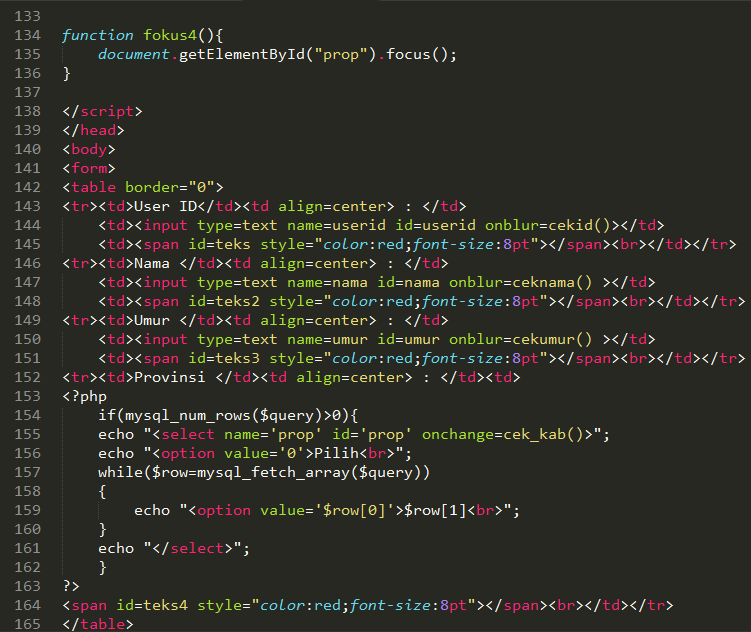 133
134 function fokus4(){
135     document.getElementById("prop").focus();
136 }
137
138 </script>
139 </head>
140 <body>
141 <form>
142 <table border="0">
143 <tr><td>User ID</td><td align=center> : </td>
144     <td><input type=text name=userid id=userid onblur=cekid()></td>
145     <td><span id=teks style="color:red;font-size:8pt"></span><br></td></tr>
146 <tr><td>Nama </td><td align=center> : </td>
147     <td><input type=text name=nama id=nama onblur=ceknama() ></td>
148     <td><span id=teks2 style="color:red;font-size:8pt"></span><br></td></tr>
149 <tr><td>Umur </td><td align=center> : </td>
150     <td><input type=text name=umur id=umur onblur=cekumur() ></td>
151     <td><span id=teks3 style="color:red;font-size:8pt"></span><br></td></tr>
152 <tr><td>Provinsi </td><td align=center> : </td><td>
153 <?php
154     if(mysql_num_rows($query)>0){
155     echo "<select name='prop' id='prop' onchange=cek_kab()>";
156     echo "<option value='0'>Pilih<br>";
157     while($row=mysql_fetch_array($query))
158     {
159         echo "<option value='$row[0]'>$row[1]<br>";
160     }
161     echo "</select>";
162     }
163 ?>
164 <span id=teks4 style="color:red;font-size:8pt"></span><br></td></tr>
165 </table>